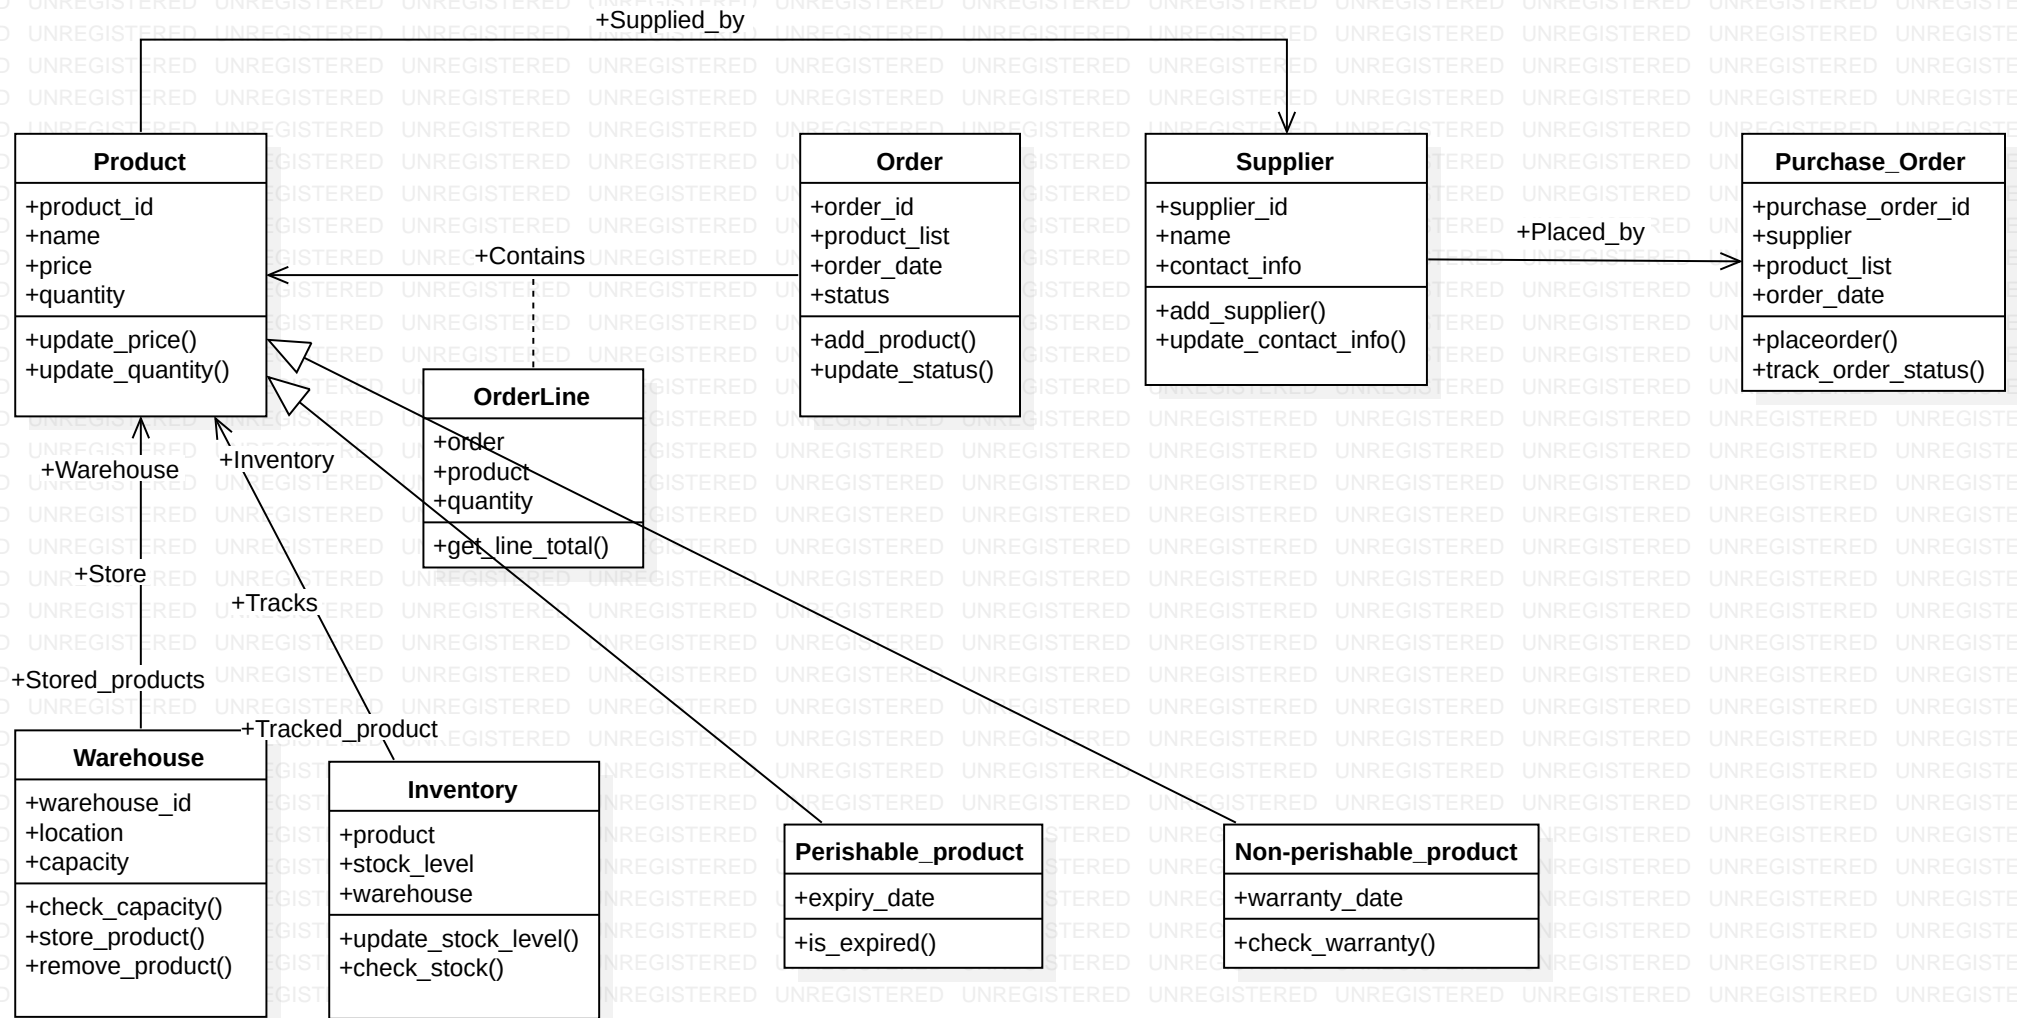 +Supplied_by
Product
+product_id
+name
+price
+quantity
+update_price()
+update_quantity()
+Contains
Order
+order_id
+product_list
+order_date
+status
+add_product()
+update_status()
Supplier
+supplier_id
+name
+contact_info
+add_supplier()
+update_contact_info()
+Placed_by
Purchase_Order
+purchase_order_id
+supplier
+product_list
+order_date
+placeorder()
+track_order_status()
OrderLine
+order
+product
+quantity
+get_line_total()
+Warehouse
+Inventory
+Store
+Tracks
+Stored_products
+Tracked_product
Warehouse
+warehouse_id
+location
+capacity
+check_capacity()
+store_product()
+remove_product()
Inventory
+product
+stock_level
+warehouse
+update_stock_level()
+check_stock()
Perishable_product
+expiry_date
+is_expired()
Non-perishable_product
+warranty_date
+check_warranty()
UNREGISTERED